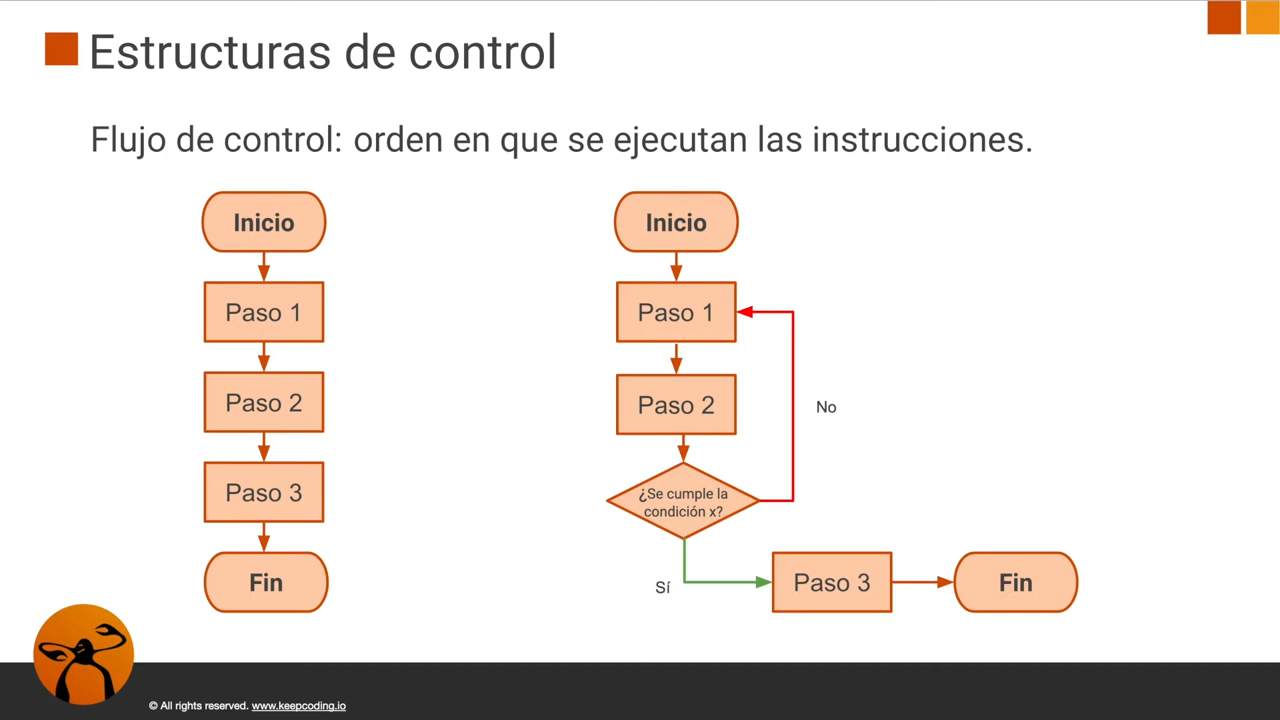 Estructuras de control
Flujo de control: orden en que se ejecutan las instrucciones.
Inicio
Paso 1
Paso 2
Paso 3
Fin
Inicio
Paso 1
Paso 2
No
¿Se cumple la
condición x?
Sí
Paso 3
Fin
© All rights reserved. www.keepcoding.io